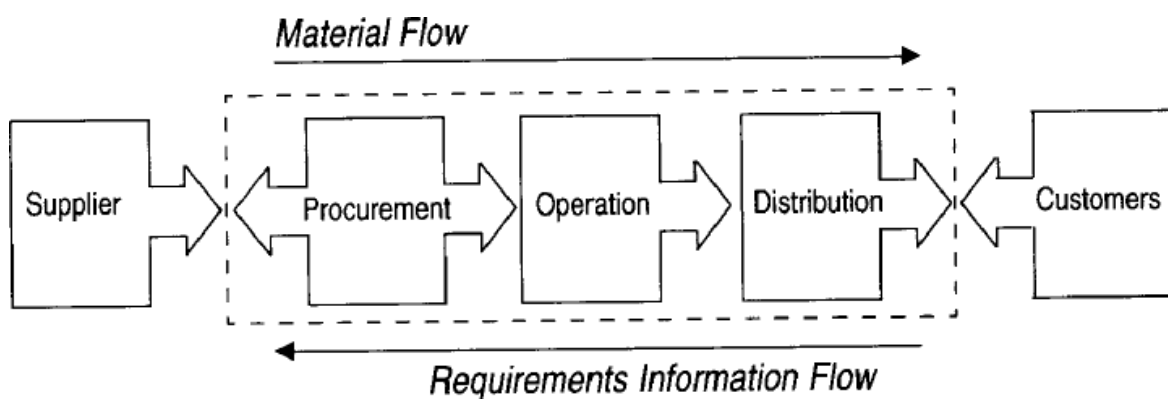 Material Flow
Supplier
Procurement
Operation
Distribution
Customers
Requirements Information Flow